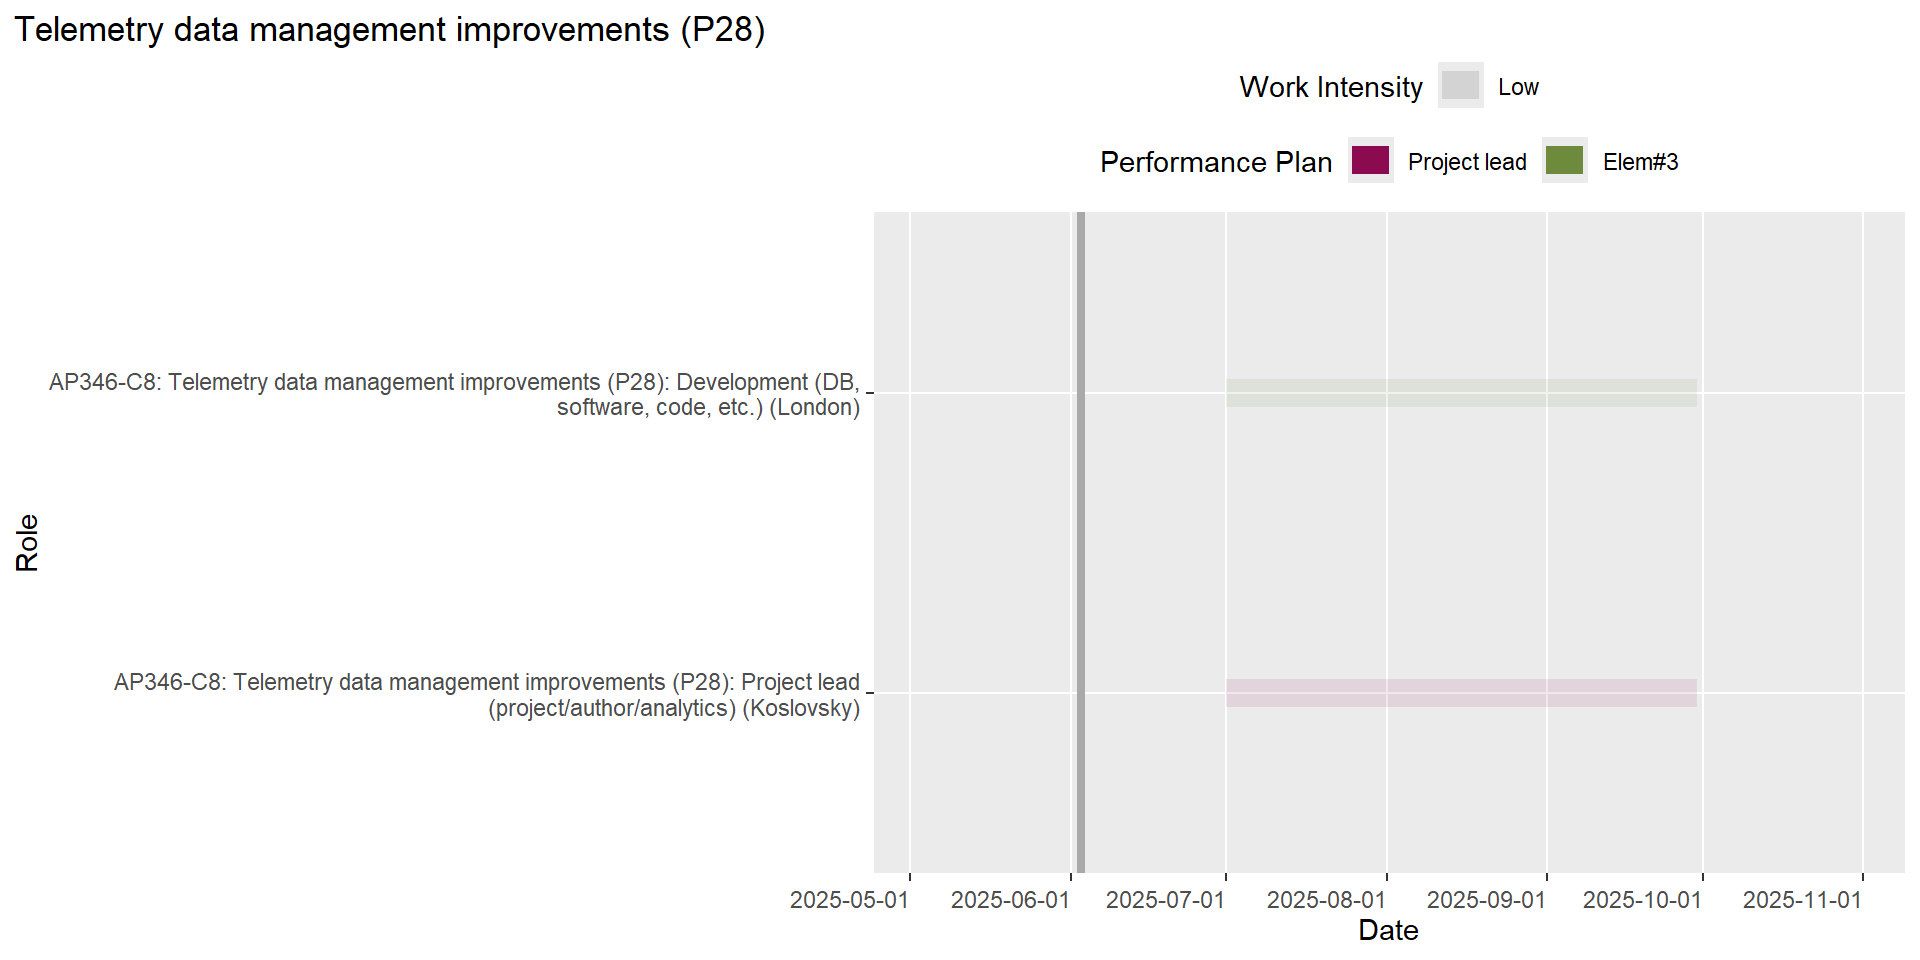 Telemetry data management improvements (P28)
Work Intensity Low
Performance Plan Project lead Elem#3
AP346-C8: Telemetry data management improvements (P28): Development (DB,
software, code, etc.) (London)
Role
AP346-C8: Telemetry data management improvements (P28): Project lead
(project/author/analytics) (Koslovsky)
2025-05-01 2025-06-01 2025-07-01 2025-08-01 2025-09-01 2025-10-01 2025-11-01
Date